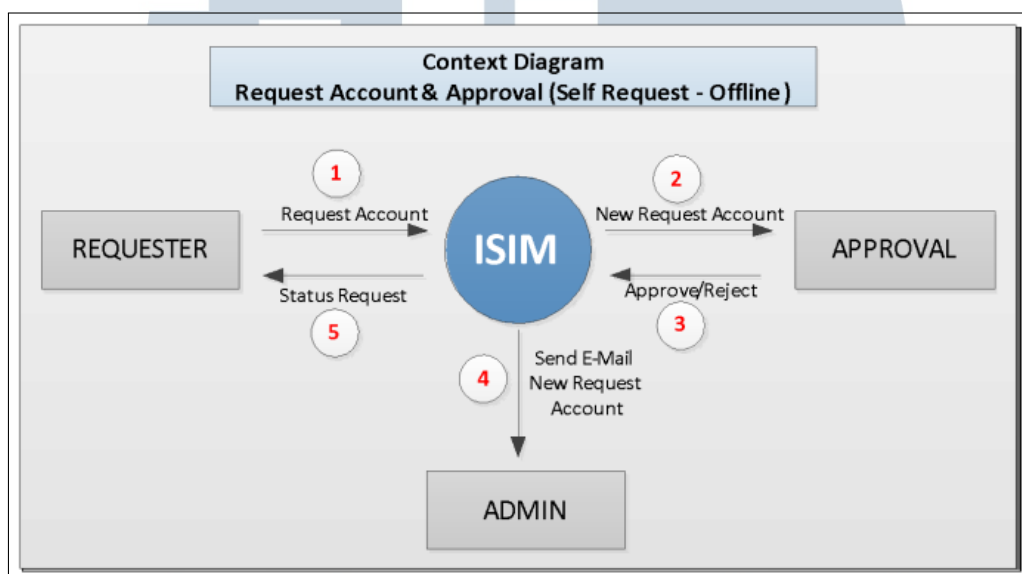 Context Diagram
Request Account & Approval (Self Request - Offline)
1
2
Request Account
New Request Account
REQUESTER
ISIM
APPROVAL
Status Request
Approve/Reject
5
3
4
Send E-Mail
New Request
Account
ADMIN